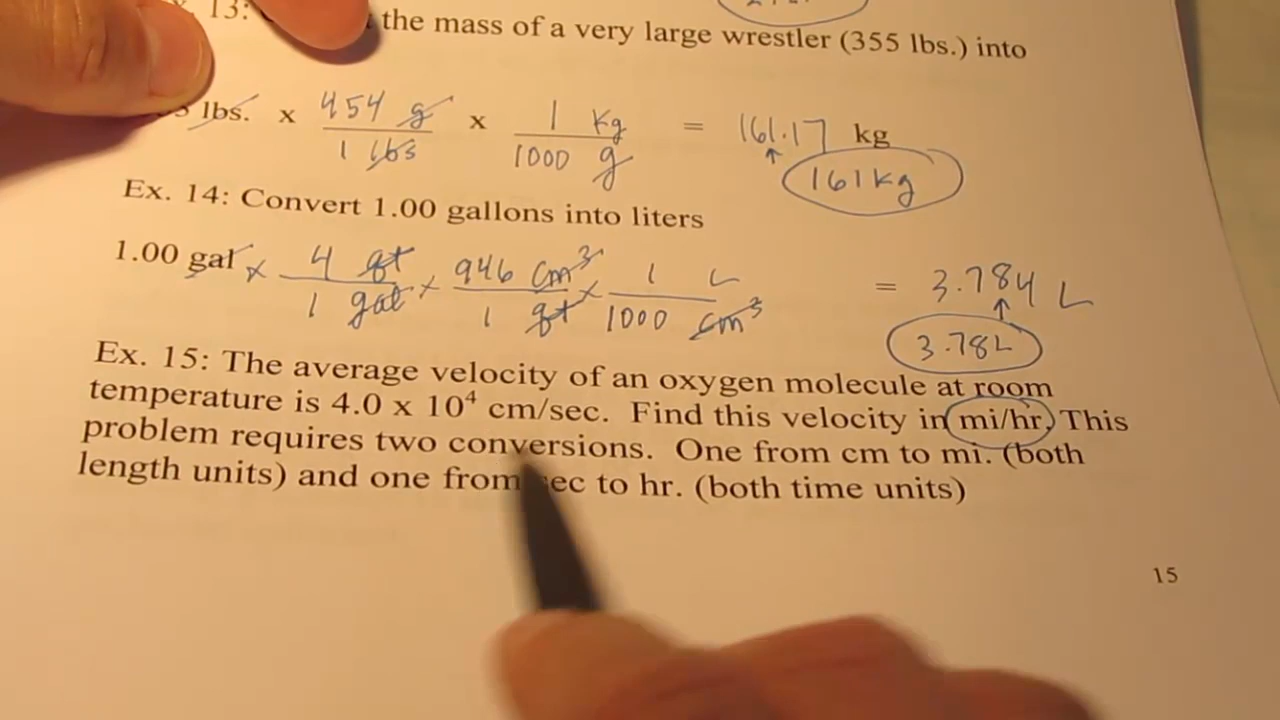 13: the mass of a very large wrestler (355 lbs.) into
lbs. x 454 g / 1 lbs x 1 kg / 1000 g = 161.17 kg
161 kg
Ex. 14: Convert 1.00 gallons into liters
1.00 gal x 4 qt / 1 gal x 946 cm³ / 1 qt x 1 L / 1000 cm³ = 3.784 L
3.78 L
Ex. 15: The average velocity of an oxygen molecule at room
temperature is 4.0 x 10⁴ cm/sec. Find this velocity in mi/hr. This
problem requires two conversions. One from cm to mi. (both
length units) and one from sec to hr. (both time units)
15